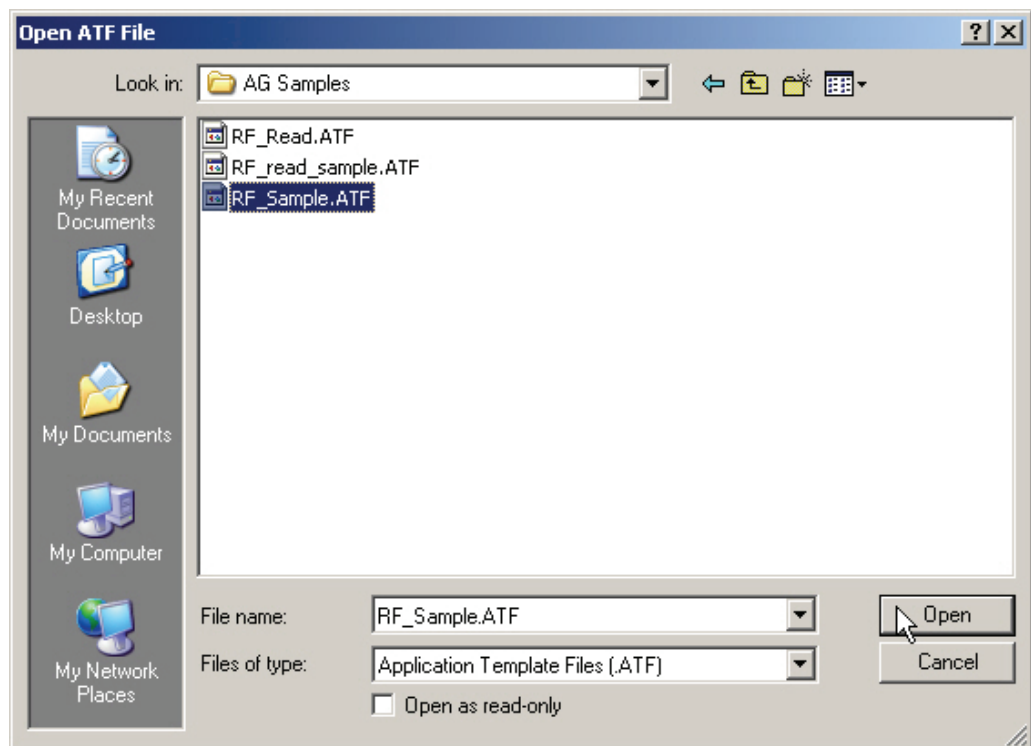 Open ATF File
Look in:
AG Samples
My Recent
Documents
Desktop
My Documents
My Computer
My Network
Places
RF_Read.ATF
RF_read_sample.ATF
RF_Sample.ATF
File name:
RF_Sample.ATF
Open
Files of type:
Application Template Files (.ATF)
Cancel
Open as read-only